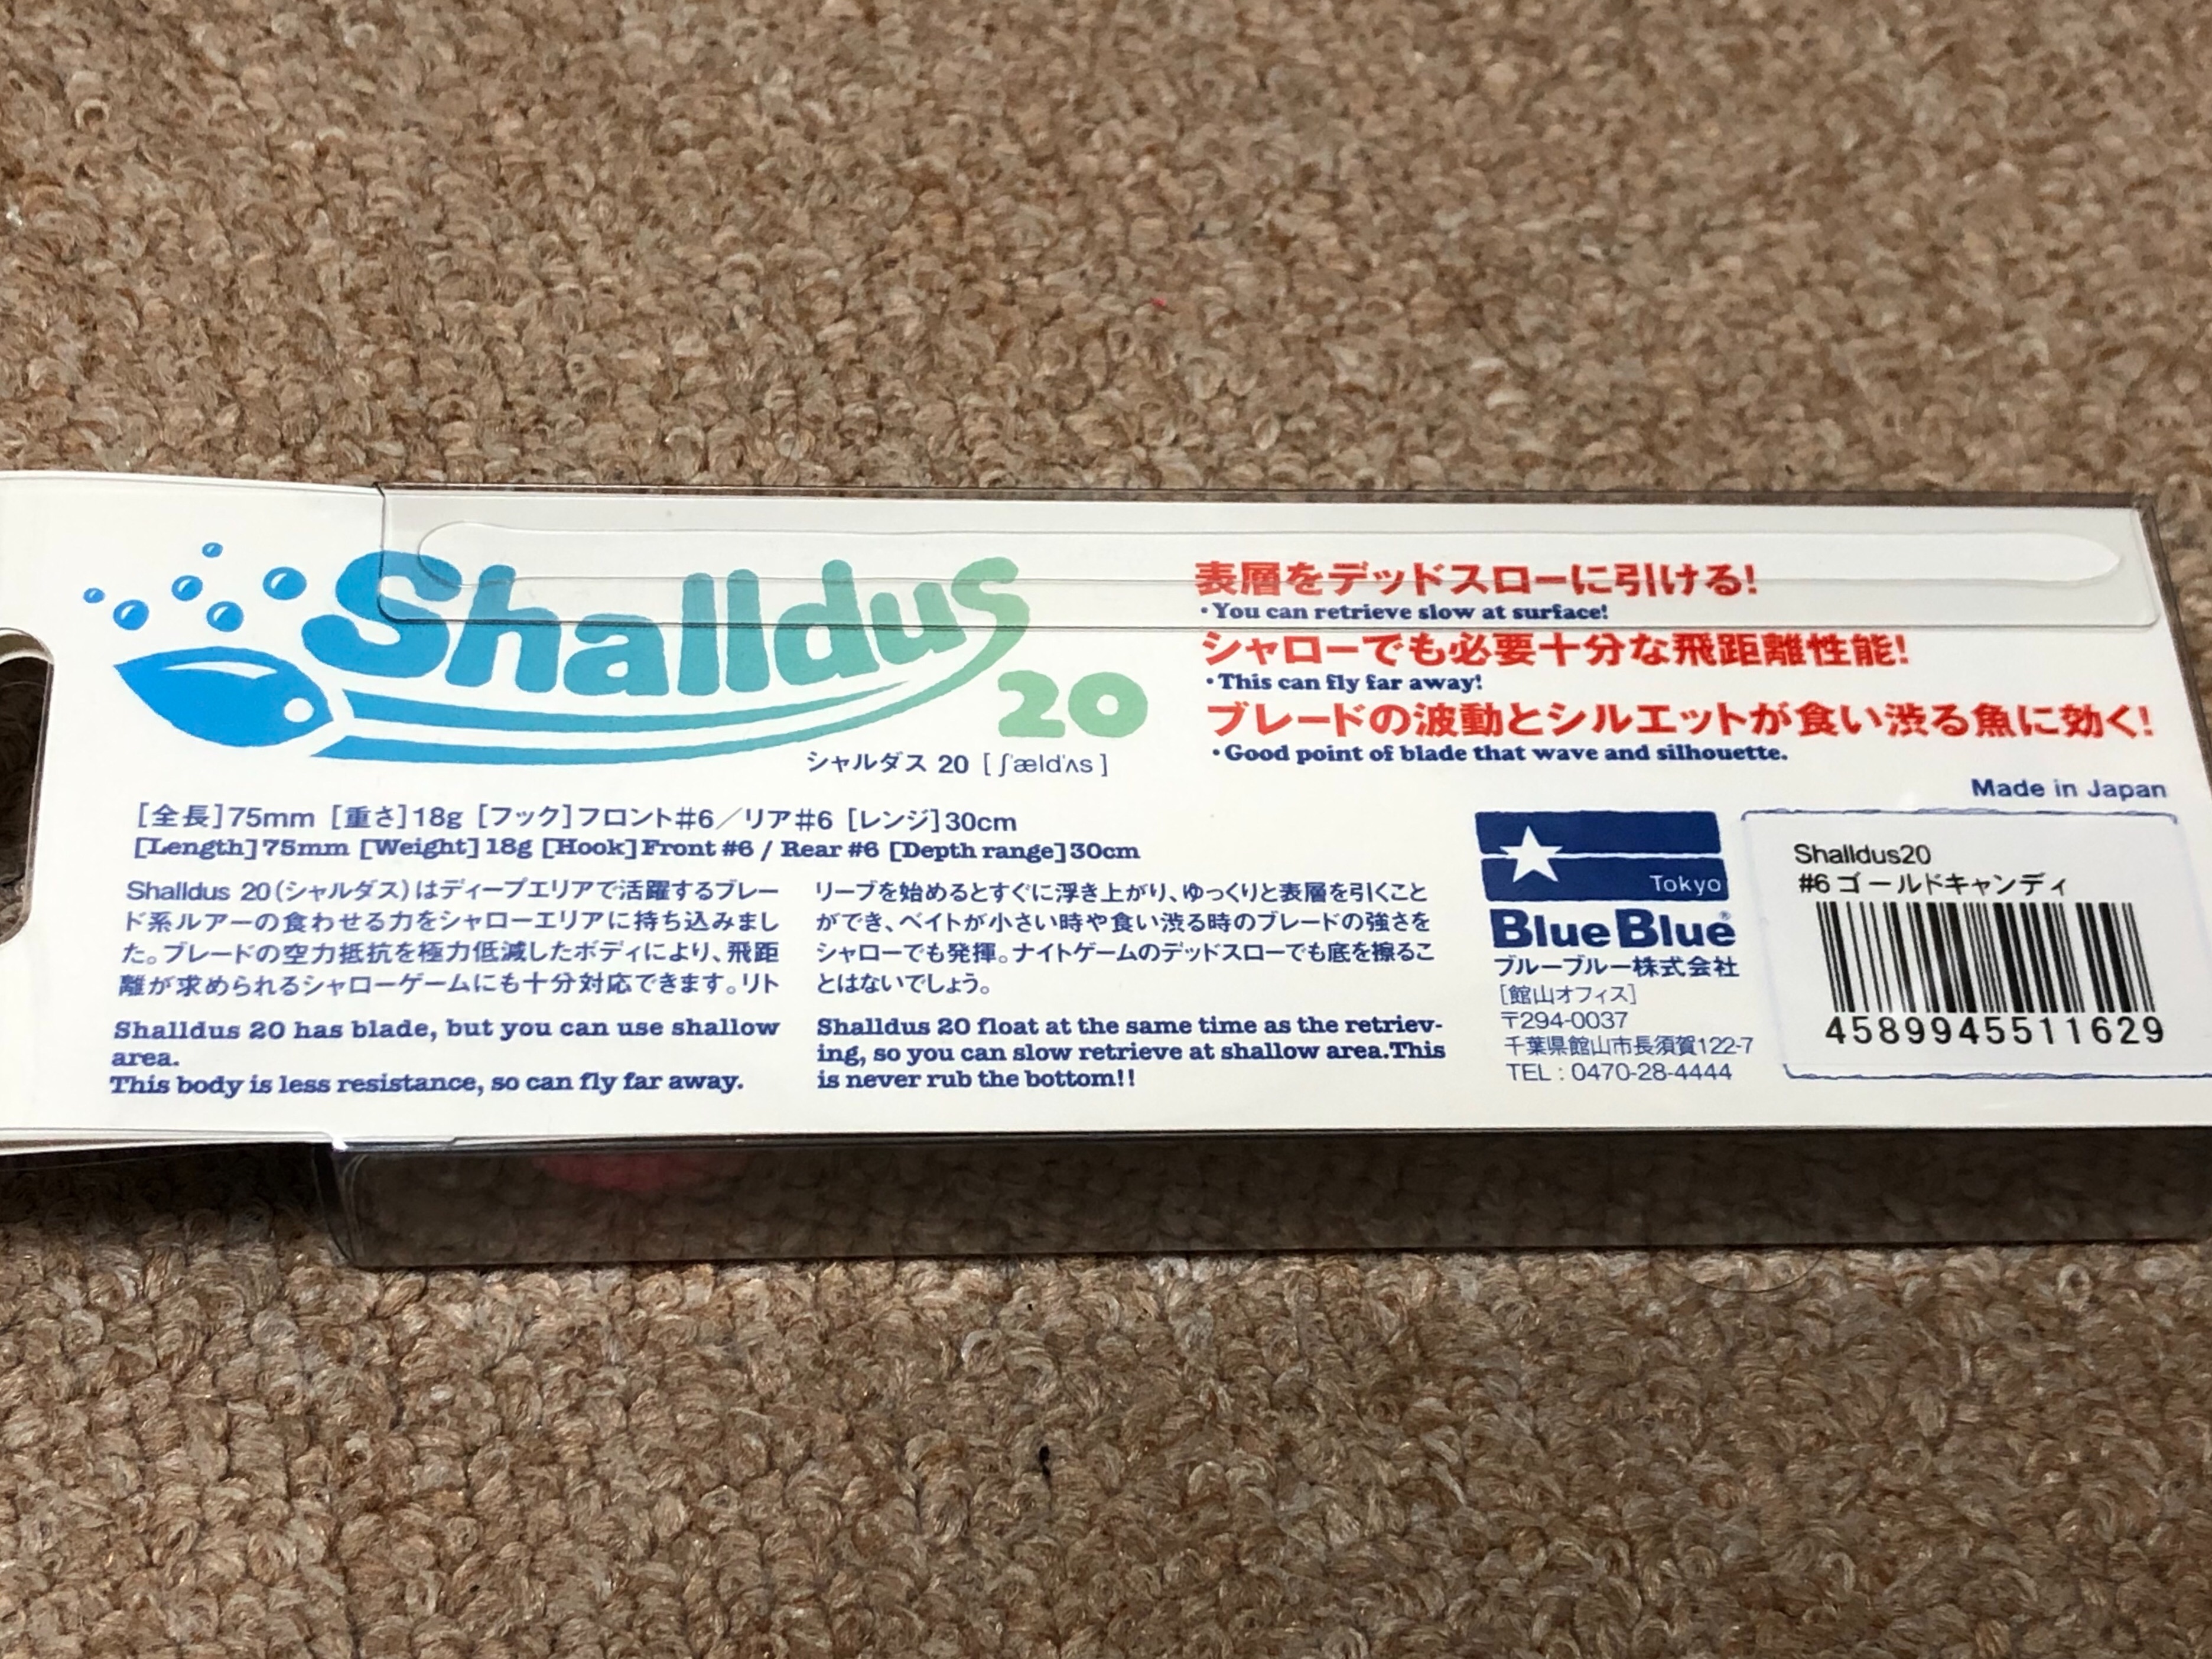 Shalldus
20
シャルダス 20 [ ʃ'æld'ʌs ]
表層をデッドスローに引ける!
・You can retrieve slow at surface!
シャローでも必要十分な飛距離性能!
・This can fly far away!
ブレードの波動とシルエットが食い渋る魚に効く!
・Good point of blade that wave and silhouette.
[全長]75mm [重さ]18g [フック]フロント#6/リア#6 [レンジ]30cm
[Length]75mm [Weight]18g [Hook]Front #6 / Rear #6 [Depth range]30cm
Shalldus 20(シャルダス)はディープエリアで活躍するブレー
ド系ルアーの食わせる力をシャローエリアに持ち込みまし
た。ブレードの空力抵抗を極力低減したボディにより、飛距
離が求められるシャローゲームにも十分対応できます。リト
リーブを始めるとすぐに浮き上がり、ゆっくりと表層を引くこと
ができ、ベイトが小さい時や食い渋る時のブレードの強さを
シャローでも発揮。ナイトゲームのデッドスローでも底を擦るこ
とはないでしょう。
Shalldus 20 has blade, but you can use shallow
area.
This body is less resistance, so can fly far away.
Shalldus 20 float at the same time as the retriev-
ing, so you can slow retrieve at shallow area.This
is never rub the bottom!!
Tokyo
BlueBlue®
ブルーブルー株式会社
[館山オフィス]
〒294-0037
千葉県館山市長須賀122-7
TEL : 0470-28-4444
Made in Japan
Shalldus20
#6 ゴールドキャンディ
4589945511629